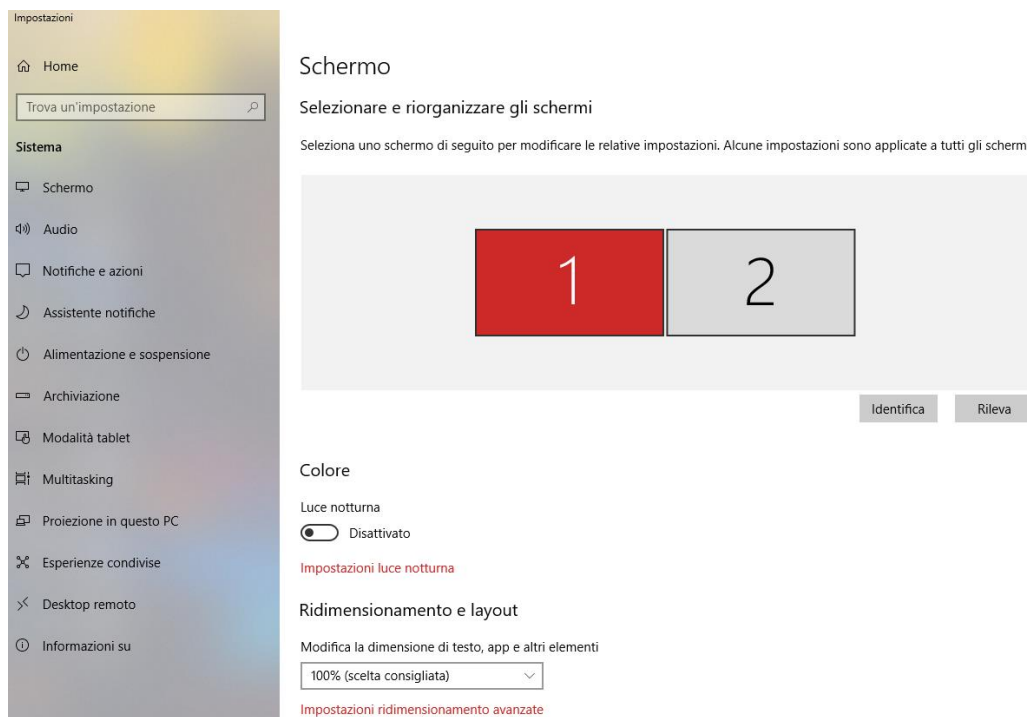 Impostazioni
Home
Trova un'impostazione
Sistema
Schermo
Audio
Notifiche e azioni
Assistente notifiche
Alimentazione e sospensione
Archiviazione
Modalità tablet
Multitasking
Proiezione in questo PC
Esperienze condivise
Desktop remoto
Informazioni su
Schermo
Selezionare e riorganizzare gli schermi
Seleziona uno schermo di seguito per modificare le relative impostazioni. Alcune impostazioni sono applicate a tutti gli scherm
1 2
Identifica Rileva
Colore
Luce notturna
Disattivato
Impostazioni luce notturna
Ridimensionamento e layout
Modifica la dimensione di testo, app e altri elementi
100% (scelta consigliata)
Impostazioni ridimensionamento avanzate